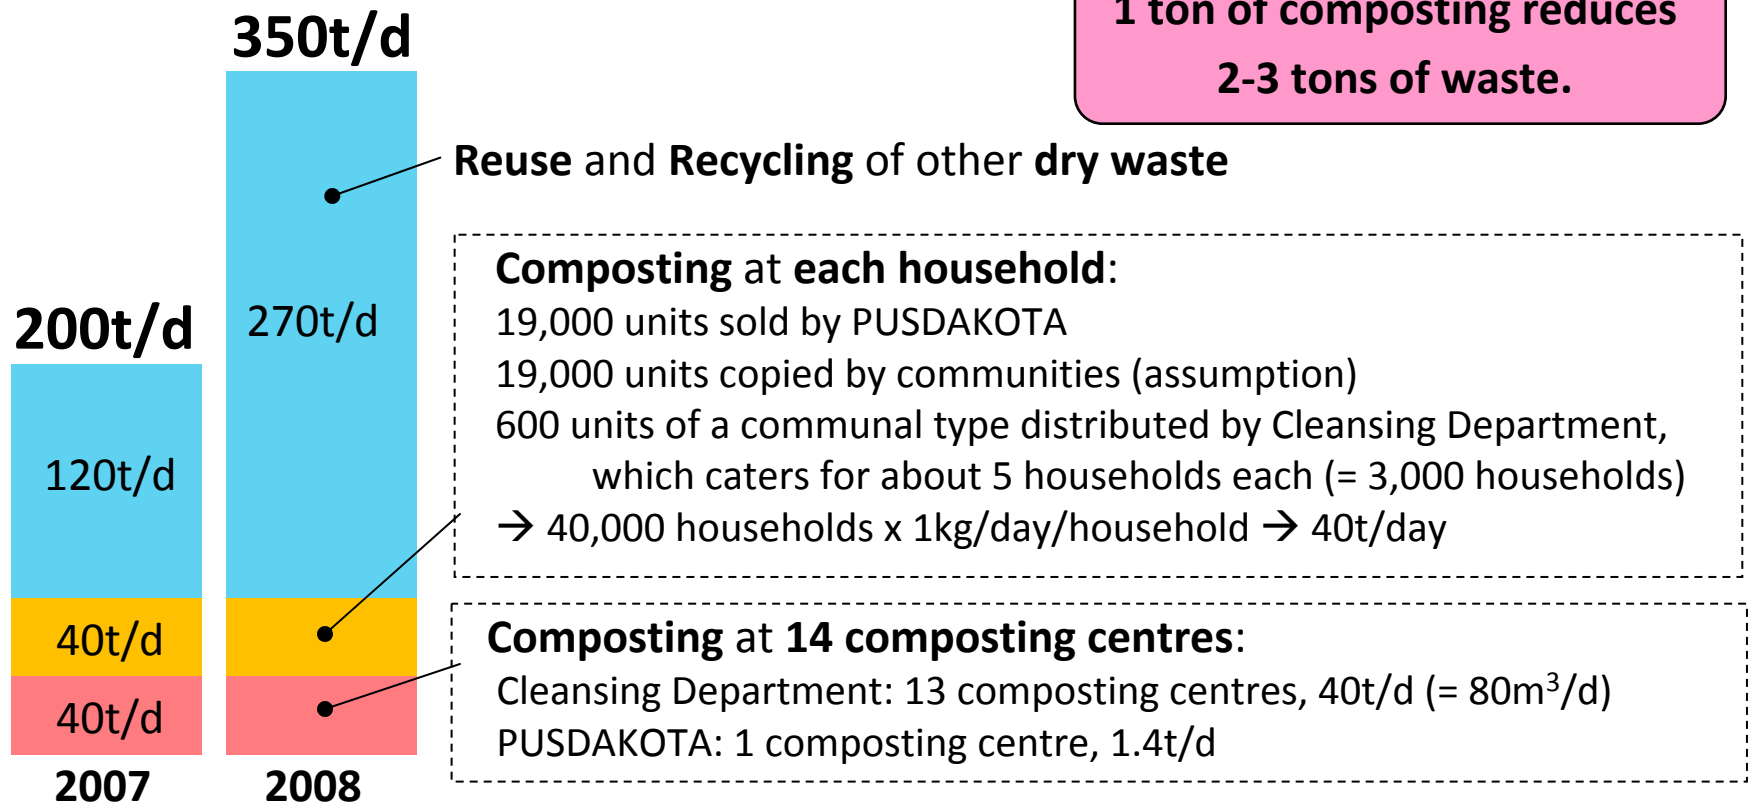 350t/d
1 ton of composting reduces
2-3 tons of waste.
Reuse and Recycling of other dry waste
200t/d
270t/d
120t/d
40t/d
40t/d
2007
2008
Composting at each household:
19,000 units sold by PUSDAKOTA
19,000 units copied by communities (assumption)
600 units of a communal type distributed by Cleansing Department,
which caters for about 5 households each (= 3,000 households)
→ 40,000 households x 1kg/day/household → 40t/day
Composting at 14 composting centres:
Cleansing Department: 13 composting centres, 40t/d (= 80m³/d)
PUSDAKOTA: 1 composting centre, 1.4t/d